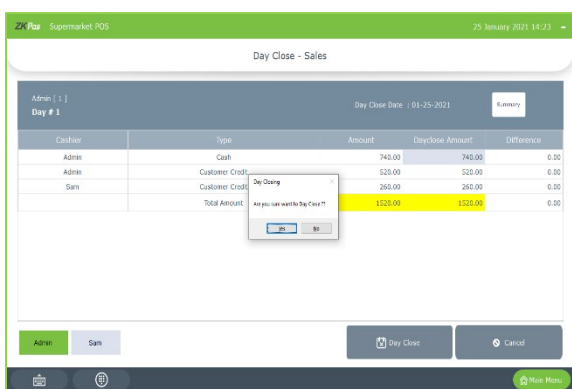 ZKPos Supermarket POS 25 January 2021 14:23
Day Close - Sales
Admin [ 1 ]
Day # 1
Day Close Date : 01-25-2021
Summary
Cashier Type Amount Dayclose Amount Difference
Admin Cash 740.00 740.00 0.00
Admin Customer Credit 520.00 520.00 0.00
Sam Customer Credit 260.00 260.00 0.00
Total Amount 1520.00 1520.00 0.00
Day Closing
Are you sure want to Day Close ??
Yes No
Admin Sam Day Close Cancel
Main Menu